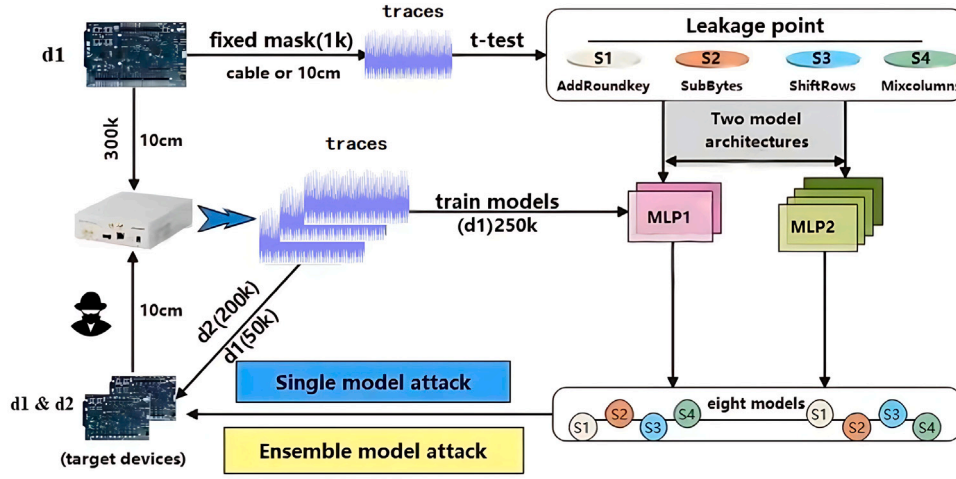 traces
d1
fixed mask(1k)
cable or 10cm
t-test
Leakage point
S1 S2 S3 S4
AddRoundkey SubBytes ShiftRows Mixcolumns
300k
10cm
traces
Two model
architectures
train models
(d1)250k
MLP1
MLP2
10cm
d2(200k)
d1(50k)
d1 & d2
(target devices)
Single model attack
Ensemble model attack
eight models
S1 S2 S3 S4
S1 S2 S3 S4